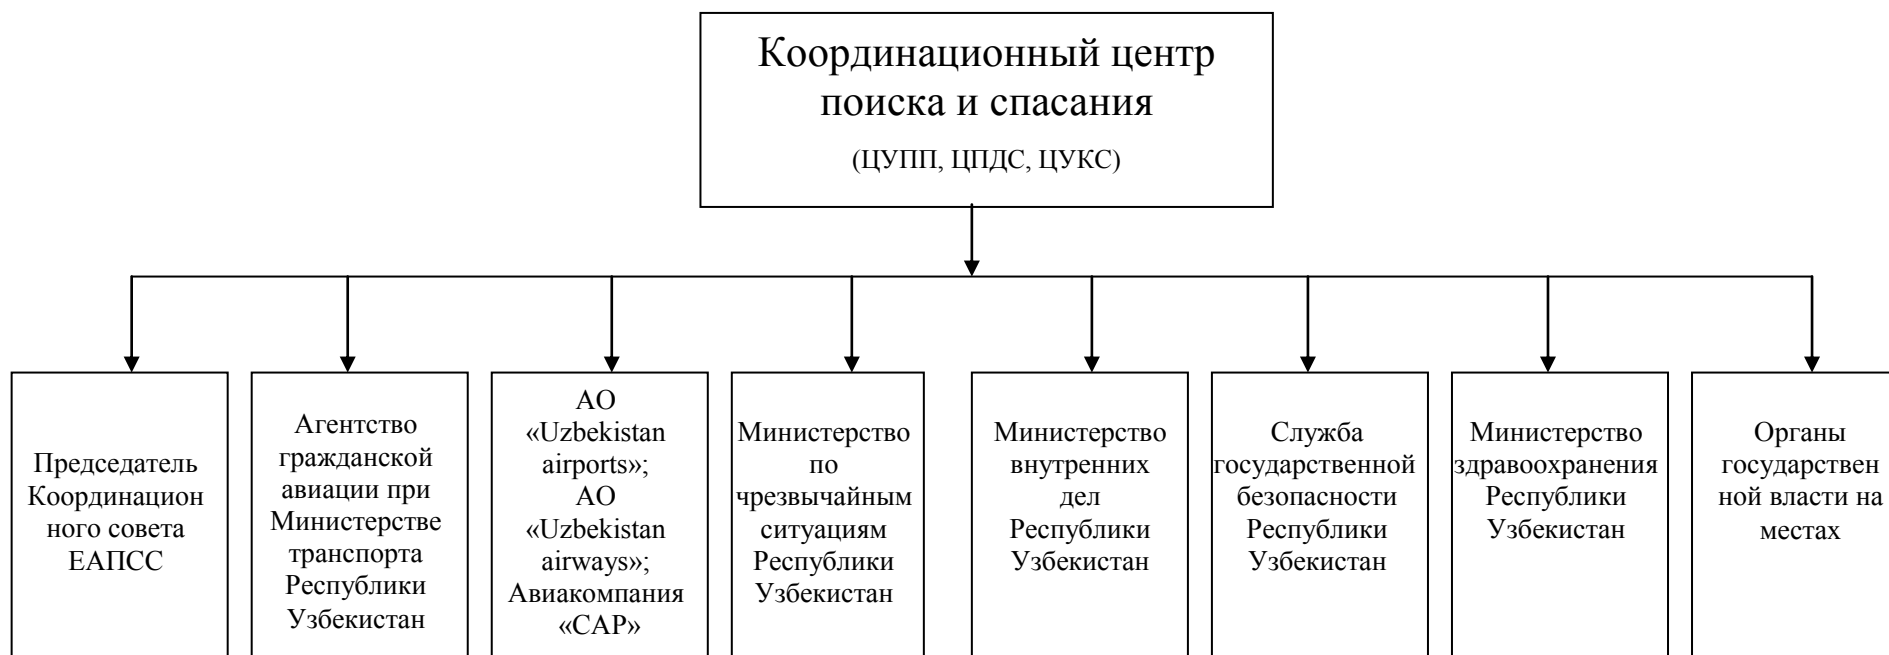 Координационный центр
поиска и спасания
(ЦУПП, ЦПДС, ЦУКС)
Председатель
Координацион
ного совета
ЕАПСС
Агентство
гражданской
авиации при
Министерстве
транспорта
Республики
Узбекистан
АО
«Uzbekistan
airports»;
АО
«Uzbekistan
airways»;
Авиакомпания
«САР»
Министерство
по
чрезвычайным
ситуациям
Республики
Узбекистан
Министерство
внутренних
дел
Республики
Узбекистан
Служба
государственной
безопасности
Республики
Узбекистан
Министерство
здравоохранения
Республики
Узбекистан
Органы
государствен
ной власти на
местах